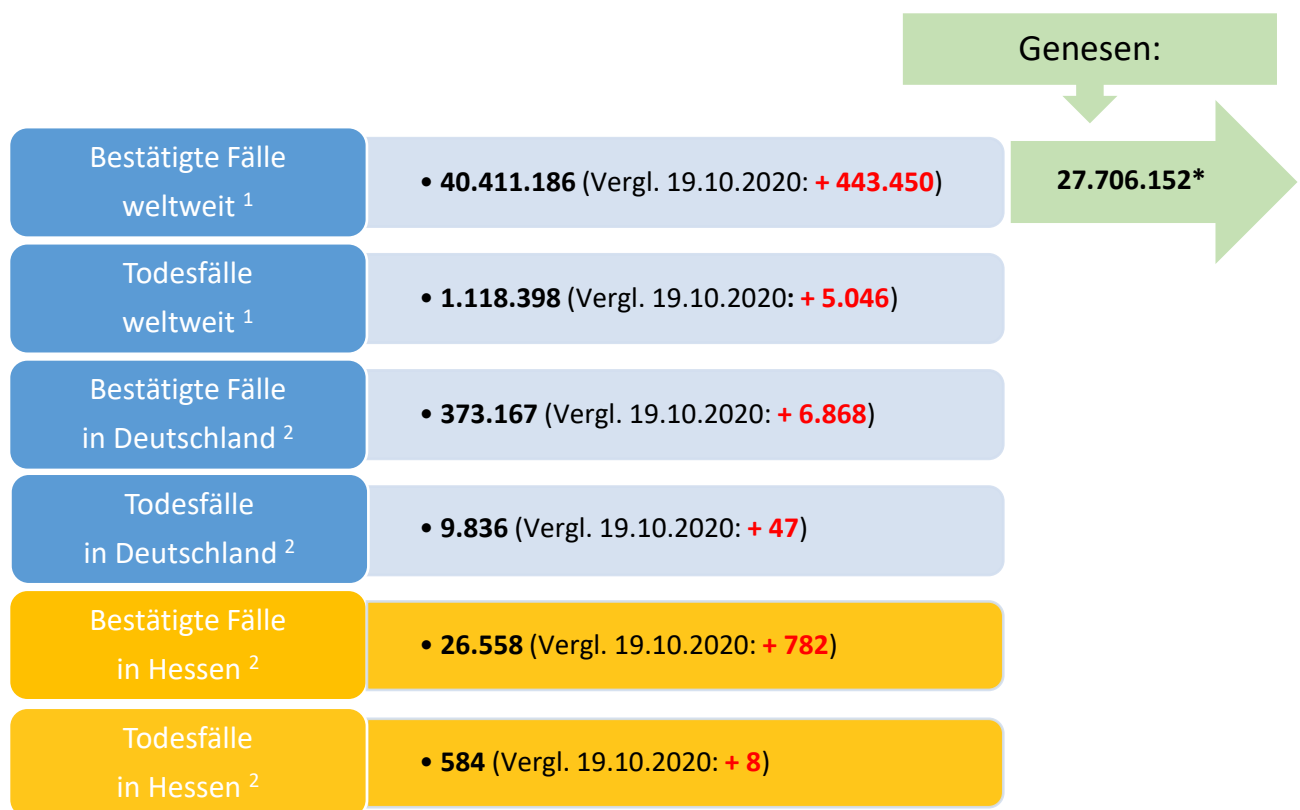 Genesen:
Bestätigte Fälle
weltweit ¹
• 40.411.186 (Vergl. 19.10.2020: + 443.450)
27.706.152*
Todesfälle
weltweit ¹
• 1.118.398 (Vergl. 19.10.2020: + 5.046)
Bestätigte Fälle
in Deutschland ²
• 373.167 (Vergl. 19.10.2020: + 6.868)
Todesfälle
in Deutschland ²
• 9.836 (Vergl. 19.10.2020: + 47)
Bestätigte Fälle
in Hessen ²
• 26.558 (Vergl. 19.10.2020: + 782)
Todesfälle
in Hessen ²
• 584 (Vergl. 19.10.2020: + 8)